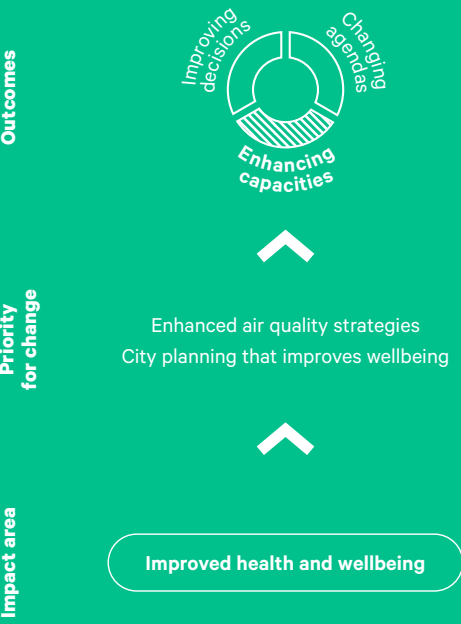 Outcomes
Improving
decisions
Changing
agendas
Enhancing
capacities
Priority
for change
Enhanced air quality strategies
City planning that improves wellbeing
Impact area
Improved health and wellbeing